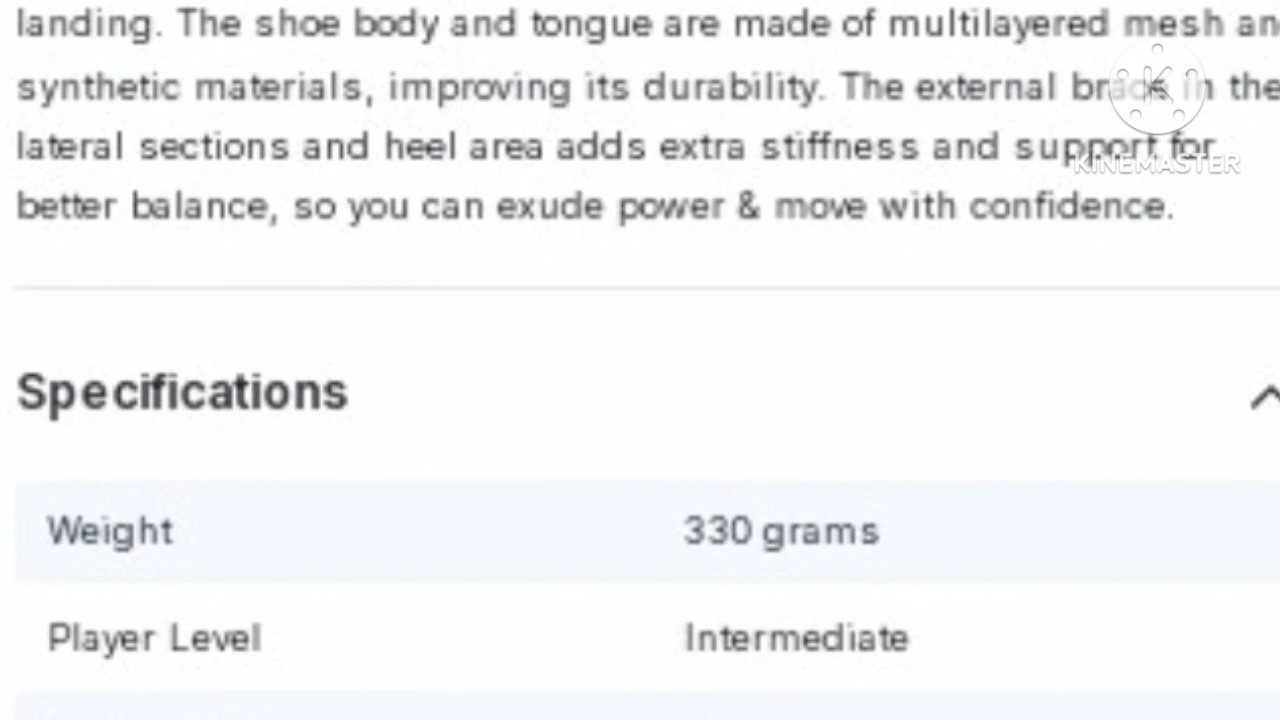 landing. The shoe body and tongue are made of multilayered mesh an
synthetic materials, improving its durability. The external brack in the
lateral sections and heel area adds extra stiffness and support for
better balance, so you can exude power & move with confidence.
KINEMASTER
Specifications
Weight 330 grams
Player Level Intermediate